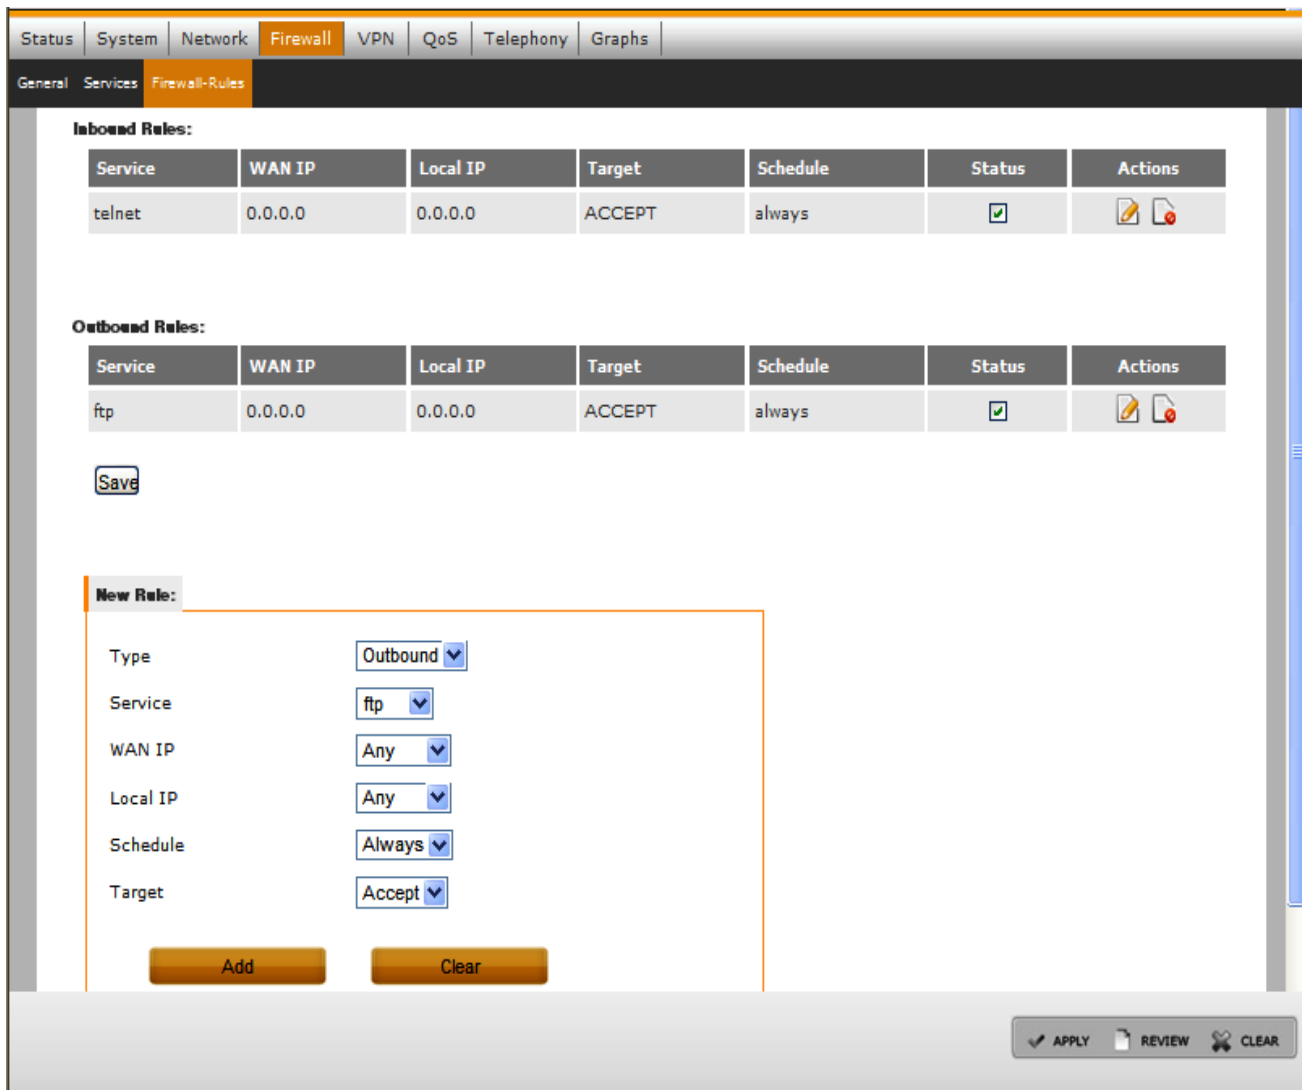 Status System Network Firewall VPN QoS Telephony Graphs
General Services Firewall-Rules
Inbound Rules:
Service WAN IP Local IP Target Schedule Status Actions
telnet 0.0.0.0 0.0.0.0 ACCEPT always
Outbound Rules:
Service WAN IP Local IP Target Schedule Status Actions
ftp 0.0.0.0 0.0.0.0 ACCEPT always
Save
New Rule:
Type Outbound
Service ftp
WAN IP Any
Local IP Any
Schedule Always
Target Accept
Add Clear
APPLY REVIEW CLEAR